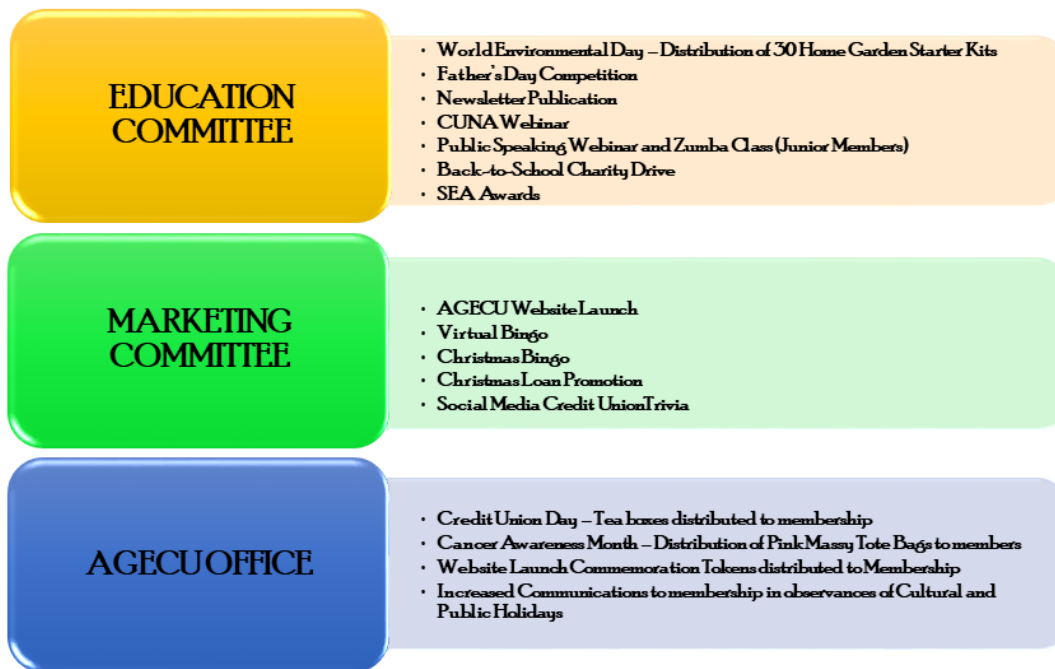 EDUCATION
COMMITTEE
• World Environmental Day – Distribution of 30 Home Garden Starter Kits
• Father's Day Competition
• Newsletter Publication
• CUNA Webinar
• Public Speaking Webinar and Zumba Class (Junior Members)
• Back-to-School Charity Drive
• SEA Awards
MARKETING
COMMITTEE
• AGECU Website Launch
• Virtual Bingo
• Christmas Bingo
• Christmas Loan Promotion
• Social Media Credit Union Trivia
AGECU OFFICE
• Credit Union Day – Tea boxes distributed to membership
• Cancer Awareness Month – Distribution of Pink Massy Tote Bags to members
• Website Launch Commemoration Tokens distributed to Membership
• Increased Communications to membership in observances of Cultural and
Public Holidays